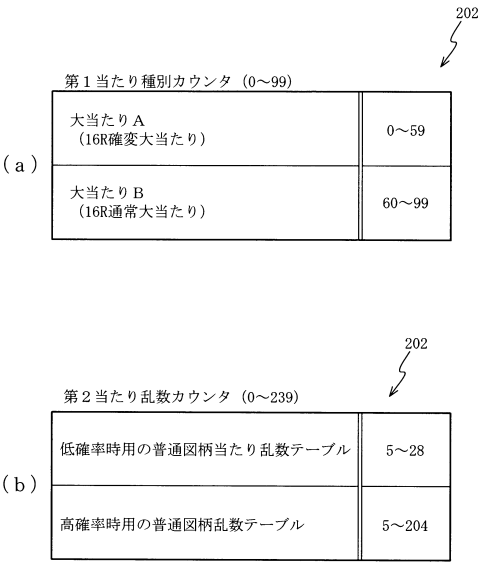 202
第1当たり種別カウンタ(0〜99)
(a)
大当たりA
(16R確変大当たり)
0〜59
大当たりB
(16R通常大当たり)
60〜99
202
第2当たり乱数カウンタ(0〜239)
(b)
低確率時用の普通図柄当たり乱数テーブル
5〜28
高確率時用の普通図柄乱数テーブル
5〜204